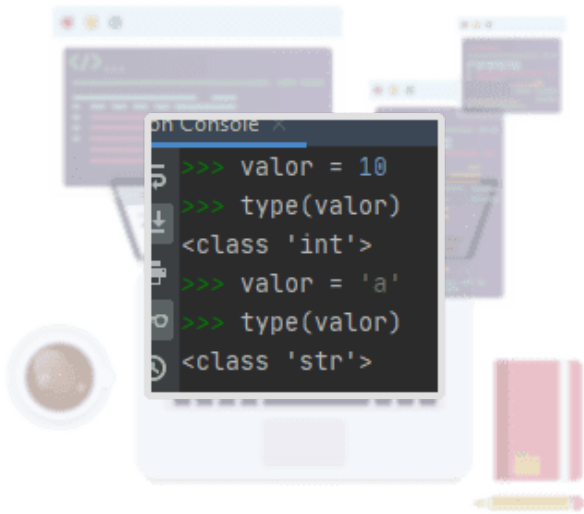 </>...
on Console
>>> valor = 10
>>> type(valor)
<class 'int'>
>>> valor = 'a'
>>> type(valor)
<class 'str'>